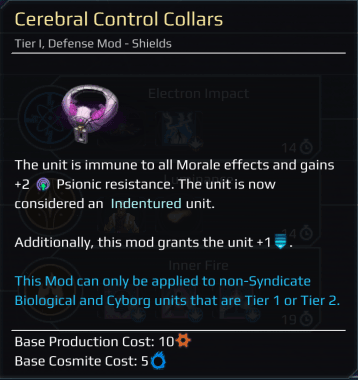 Cerebral Control Collars
Tier I, Defense Mod - Shields
Electron Impact
14
The unit is immune to all Morale effects and gains
+2 Psionic resistance. The unit is now
considered an Indentured unit.
14
Additionally, this mod grants the unit +1.
Inner Fire
This Mod can only be applied to non-Syndicate
Biological and Cyborg units that are Tier 1 or Tier 2.
19
Base Production Cost: 10
Base Cosmite Cost: 5